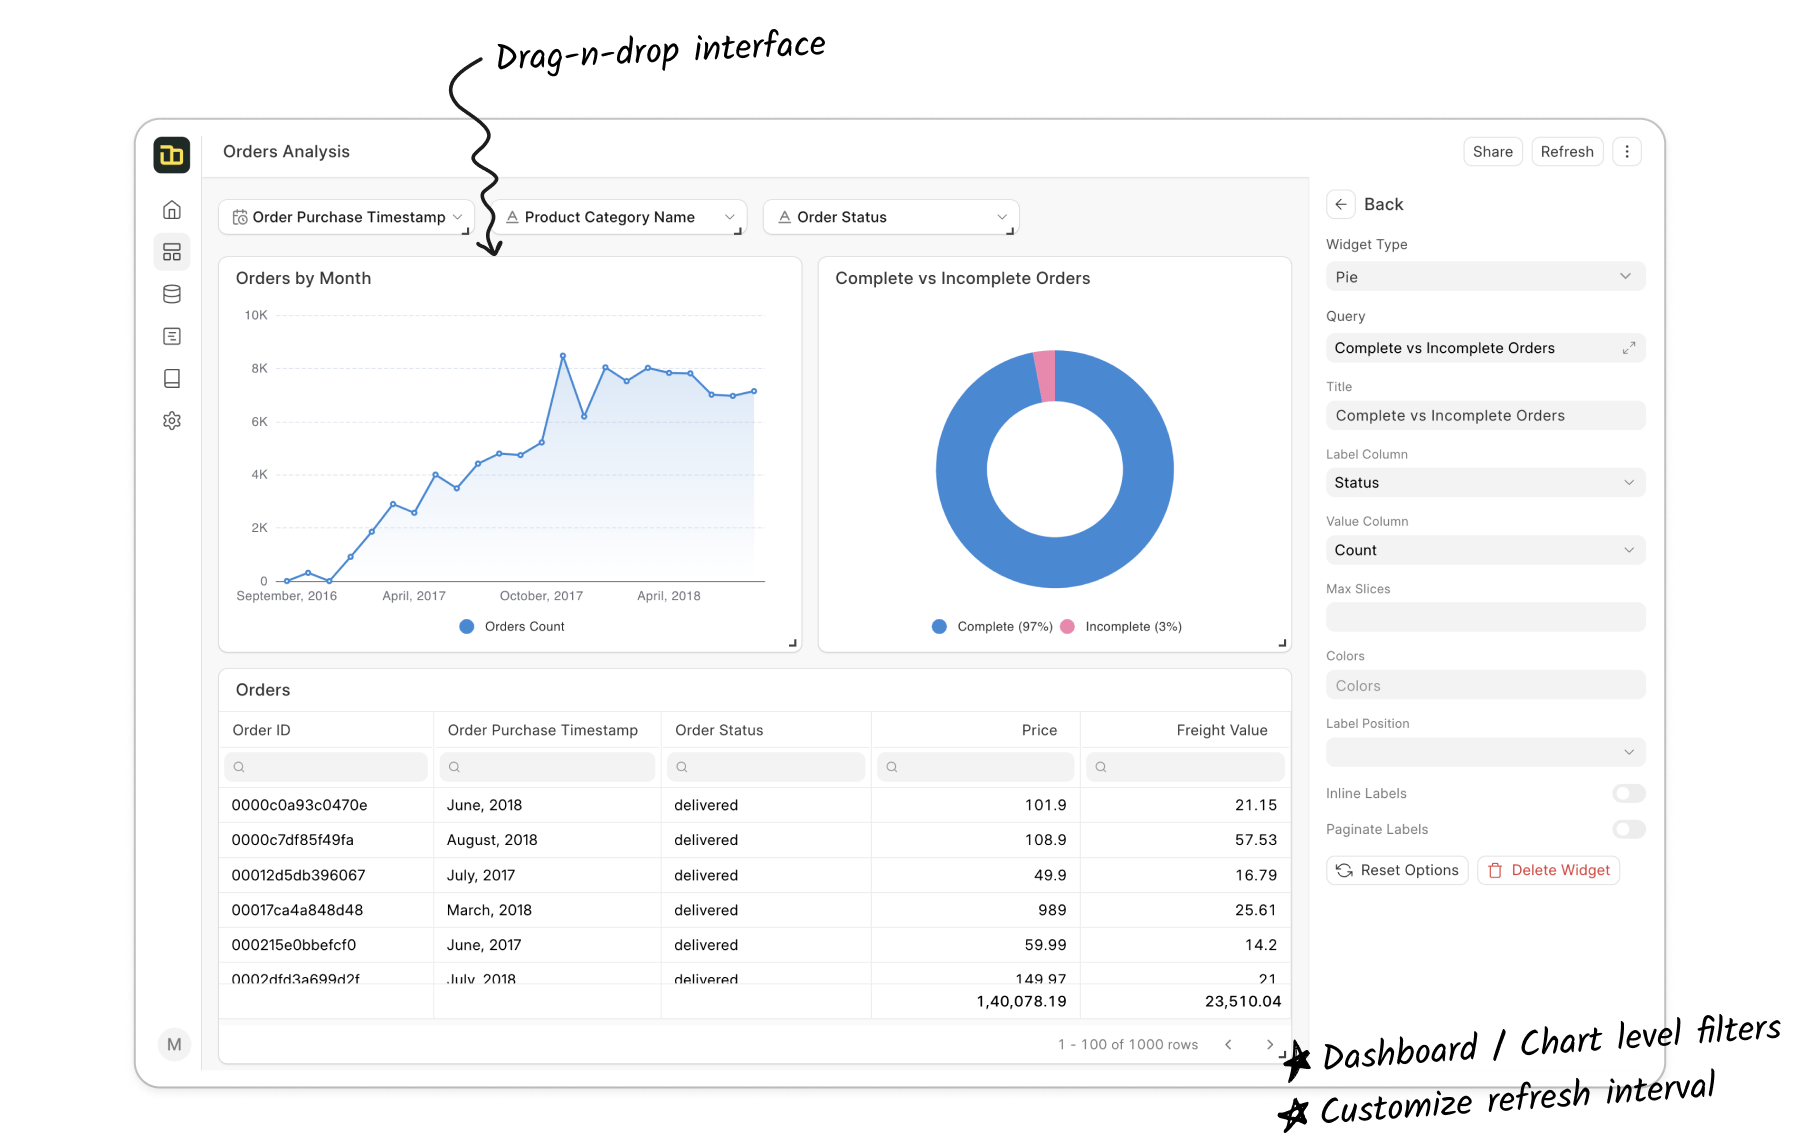 Drag-n-drop interface
Orders Analysis
Share
Refresh
Order Purchase Timestamp
Product Category Name
Order Status
Back
Widget Type
Pie
Query
Complete vs Incomplete Orders
Title
Complete vs Incomplete Orders
Label Column
Status
Value Column
Count
Max Slices
Colors
Colors
Label Position
Inline Labels
Paginate Labels
Reset Options
Delete Widget
Orders by Month
10K
8K
6K
4K
2K
0
September, 2016
April, 2017
October, 2017
April, 2018
Orders Count
Complete vs Incomplete Orders
Complete (97%)
Incomplete (3%)
Orders
Order ID Order Purchase Timestamp Order Status Price Freight Value
0000c0a93c0470e June, 2018 delivered 101.9 21.15
0000c7df85f49fa August, 2018 delivered 108.9 57.53
00012d5db396067 July, 2017 delivered 49.9 16.79
00017ca4a848d48 March, 2018 delivered 989 25.61
000215e0bbefcf0 June, 2017 delivered 59.99 14.2
0002dfd3a699d2f July, 2018 delivered 149.97 21
1,40,078.19 23,510.04
1 - 100 of 1000 rows
M
Dashboard / Chart level filters
Customize refresh interval